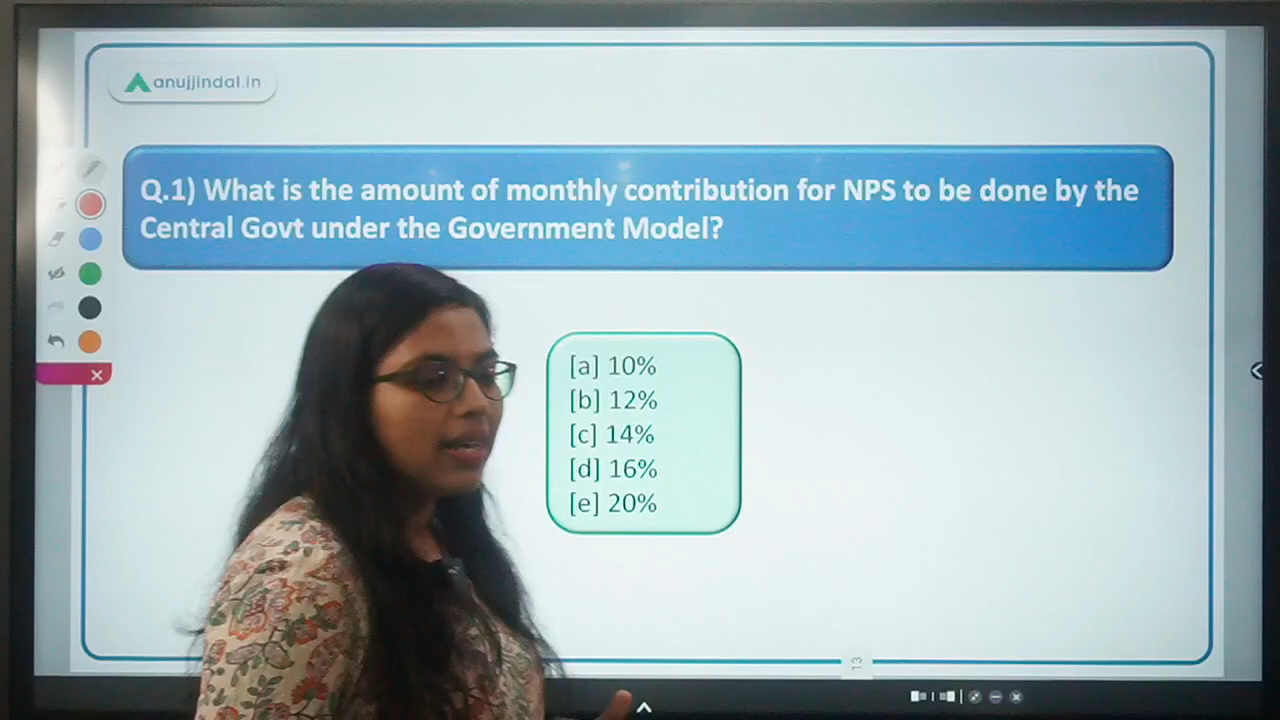 anujjindal.in
Q.1) What is the amount of monthly contribution for NPS to be done by the
Central Govt under the Government Model?
[a] 10%
[b] 12%
[c] 14%
[d] 16%
[e] 20%
13